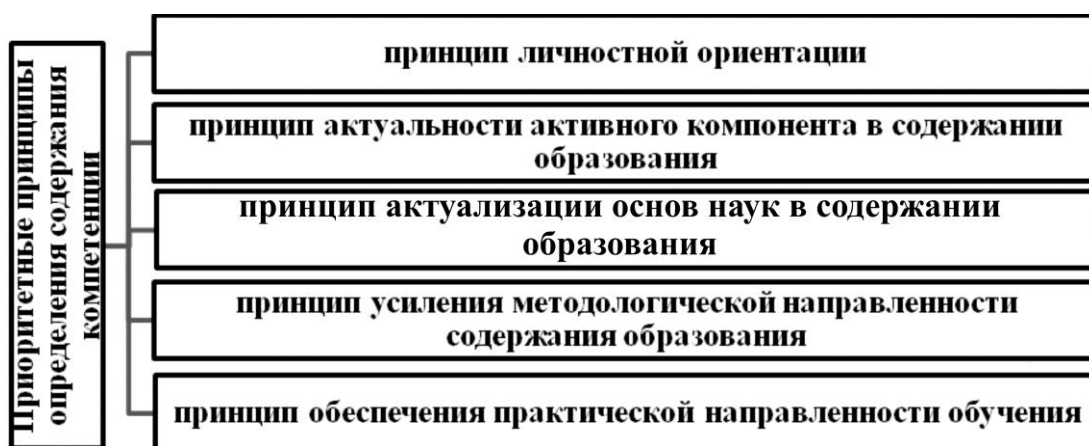 Приоритетные принципы
определения содержания
компетенции
принцип личностной ориентации
принцип актуальности активного компонента в содержании
образования
принцип актуализации основ наук в содержании
образования
принцип усиления методологической направленности
содержания образования
принцип обеспечения практической направленности обучения